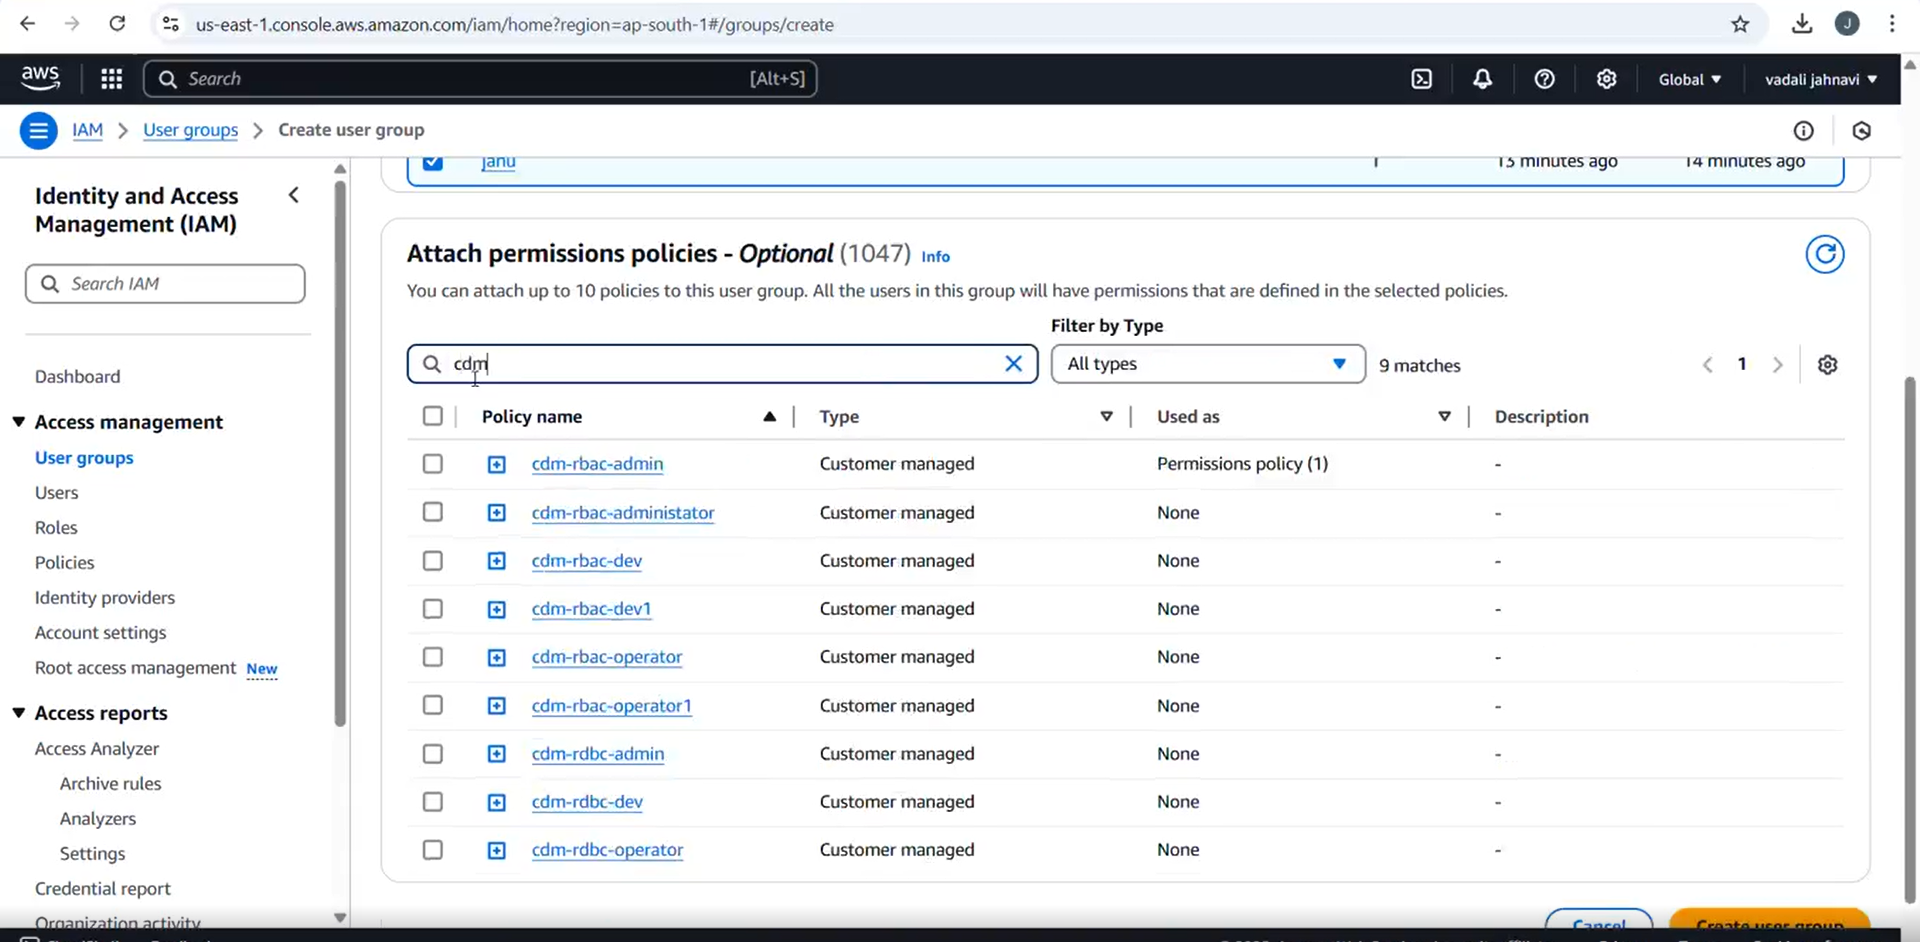 us-east-1.console.aws.amazon.com/iam/home?region=ap-south-1#/groups/create
J
aws
Search
[Alt+S]
Global
vadali jahnavi
IAM
User groups
Create user group
Identity and Access Management (IAM)
Search IAM
Dashboard
Access management
User groups
Users
Roles
Policies
Identity providers
Account settings
Root access management New
Access reports
Access Analyzer
Archive rules
Analyzers
Settings
Credential report
Organization activity
janu 1 13 minutes ago 14 minutes ago
Attach permissions policies - Optional (1047) Info
You can attach up to 10 policies to this user group. All the users in this group will have permissions that are defined in the selected policies.
Filter by Type
cdm
All types
9 matches
1
Policy name Type Used as Description
cdm-rbac-admin Customer managed Permissions policy (1) -
cdm-rbac-administator Customer managed None -
cdm-rbac-dev Customer managed None -
cdm-rbac-dev1 Customer managed None -
cdm-rbac-operator Customer managed None -
cdm-rbac-operator1 Customer managed None -
cdm-rdbc-admin Customer managed None -
cdm-rdbc-dev Customer managed None -
cdm-rdbc-operator Customer managed None -
Cancel
Create user group